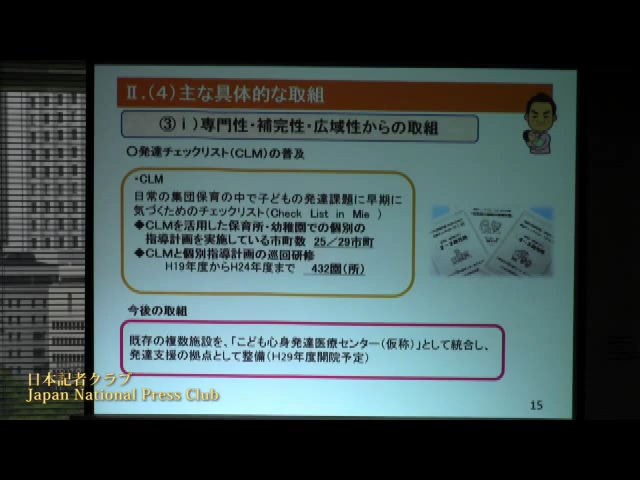 Ⅱ.(4)主な具体的な取組
③ⅰ)専門性・補完性・広域性からの取組
〇発達チェックリスト(CLM)の普及
・CLM
日常の集団保育の中で子どもの発達課題に早期に
気づくためのチェックリスト(Check List in Mie )
◆CLMを活用した保育所・幼稚園での個別の
指導計画を実施している市町数 25/29市町
◆CLMと個別指導計画の巡回研修
H19年度からH24年度まで 432園(所)
今後の取組
既存の複数施設を、「こども心身発達医療センター(仮称)」として統合し、
発達支援の拠点として整備(H29年度開院予定)
15
日本記者クラブ
Japan National Press Club